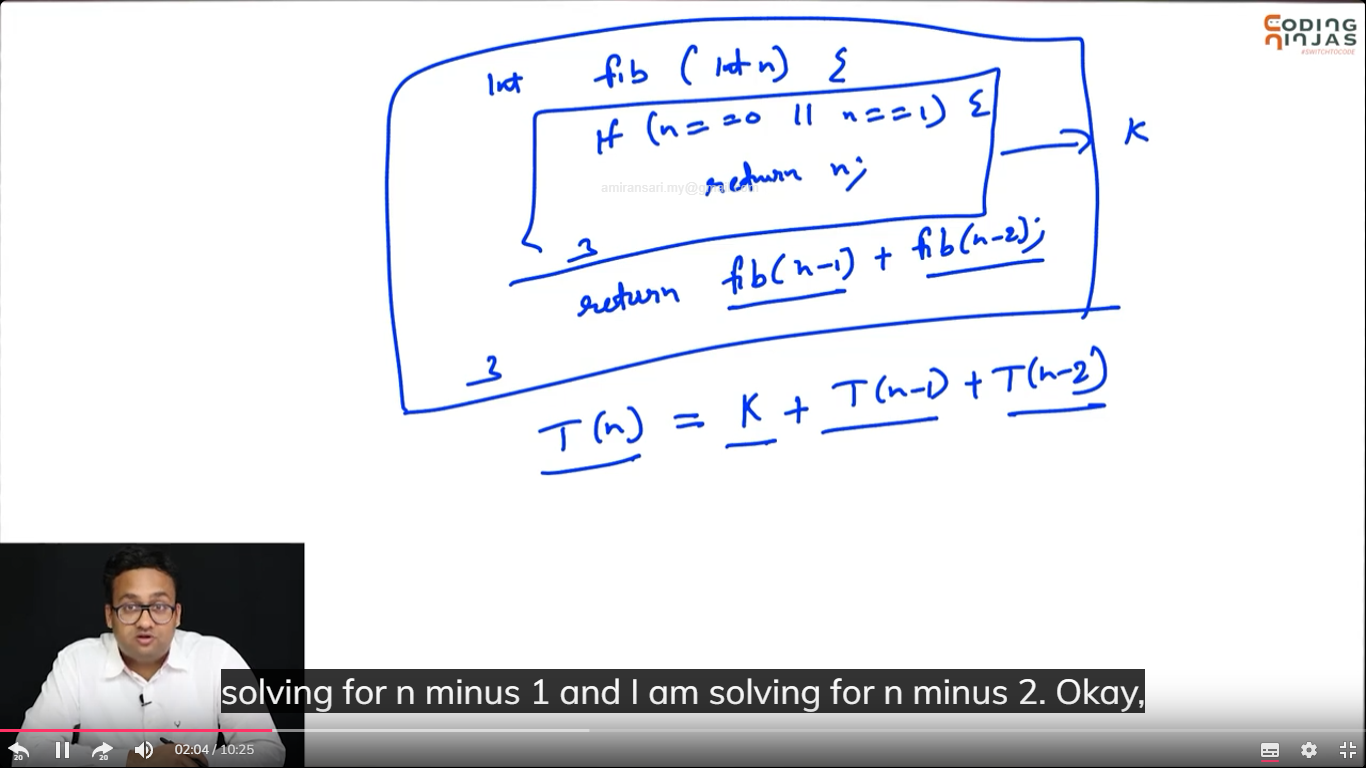 CODING
NINJAS
#SWITCHTOCODE
int fib (int n) {
if (n==0 || n==1) {
→ K
return n;
amiransari.my@gmail.com
}
return fib(n-1) + fib(n-2);
}
T(n) = K + T(n-1) + T(n-2)
solving for n minus 1 and I am solving for n minus 2. Okay,
20
20
02:04 / 10:25